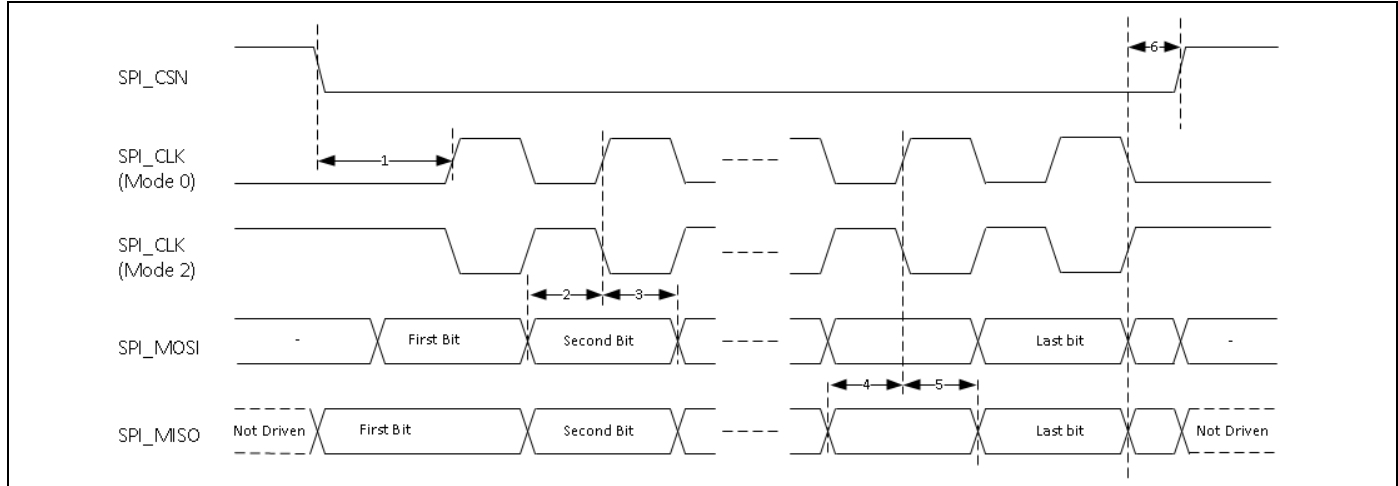 6
SPI_CSN
SPI_CLK
(Mode 0)
1
SPI_CLK
(Mode 2)
2 3
SPI_MOSI - First Bit Second Bit Last bit -
4 5
SPI_MISO Not Driven First Bit Second Bit Last bit Not Driven